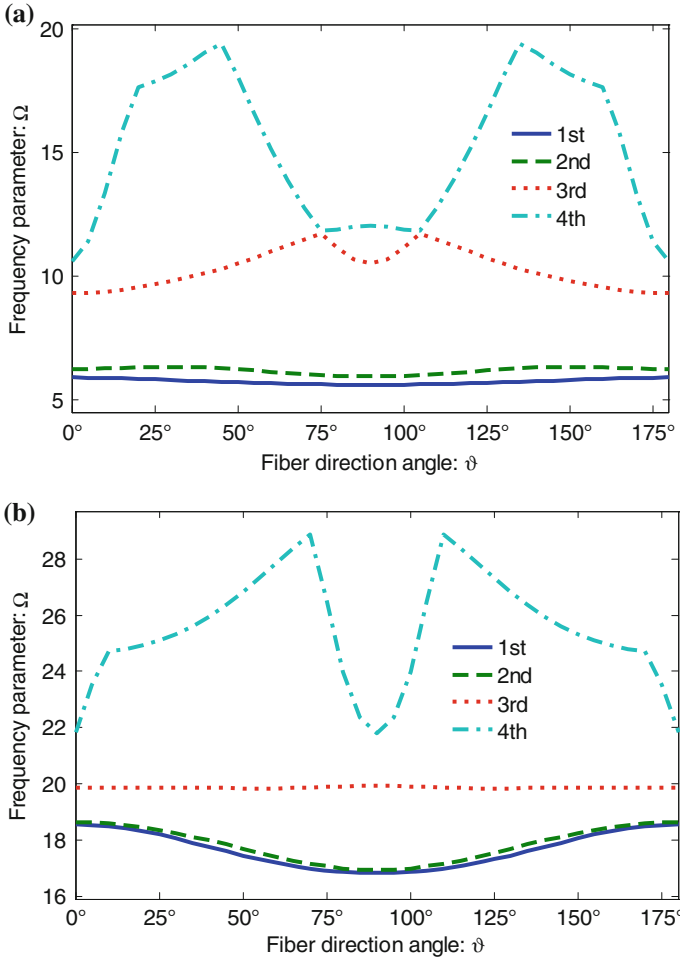 (a)
20
15
10
5
Frequency parameter: Ω
1st
2nd
3rd
4th
0° 25° 50° 75° 100° 125° 150° 175°
Fiber direction angle: ϑ
(b)
28
26
24
22
20
18
16
Frequency parameter: Ω
1st
2nd
3rd
4th
0° 25° 50° 75° 100° 125° 150° 175°
Fiber direction angle: ϑ